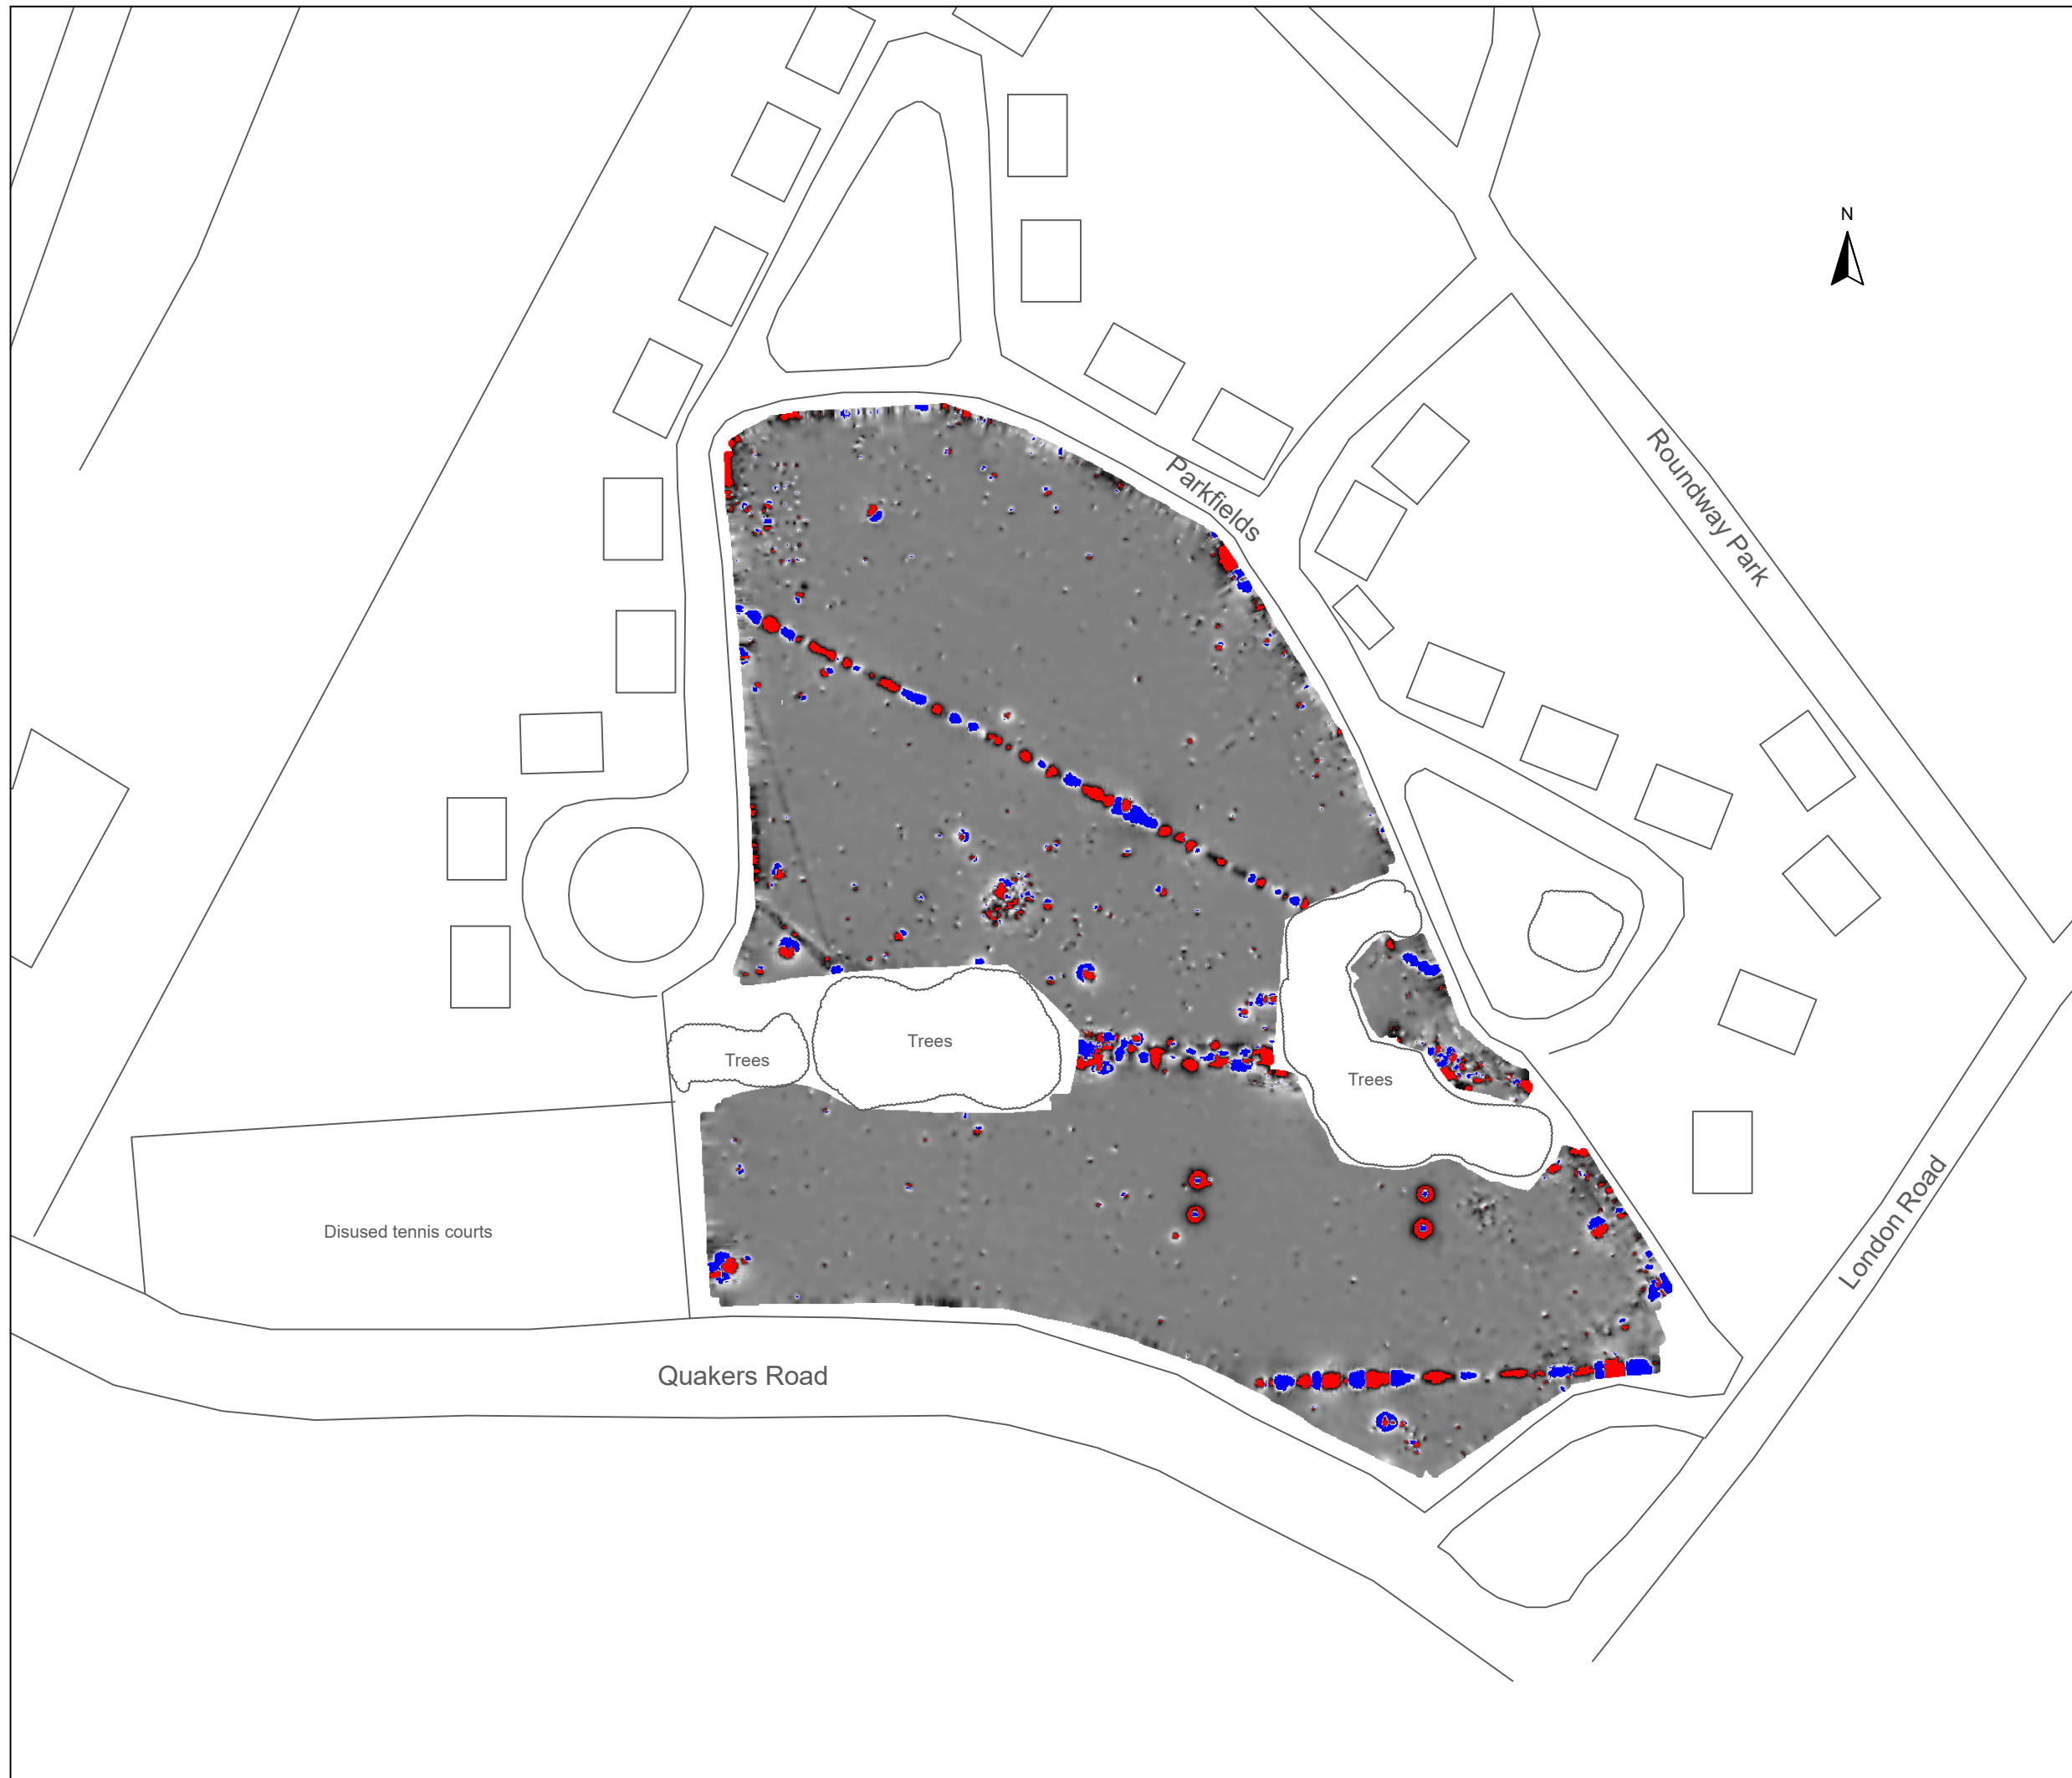 N
Parkfields
Roundway Park
Trees
Trees
Trees
London Road
Disused tennis courts
Quakers Road